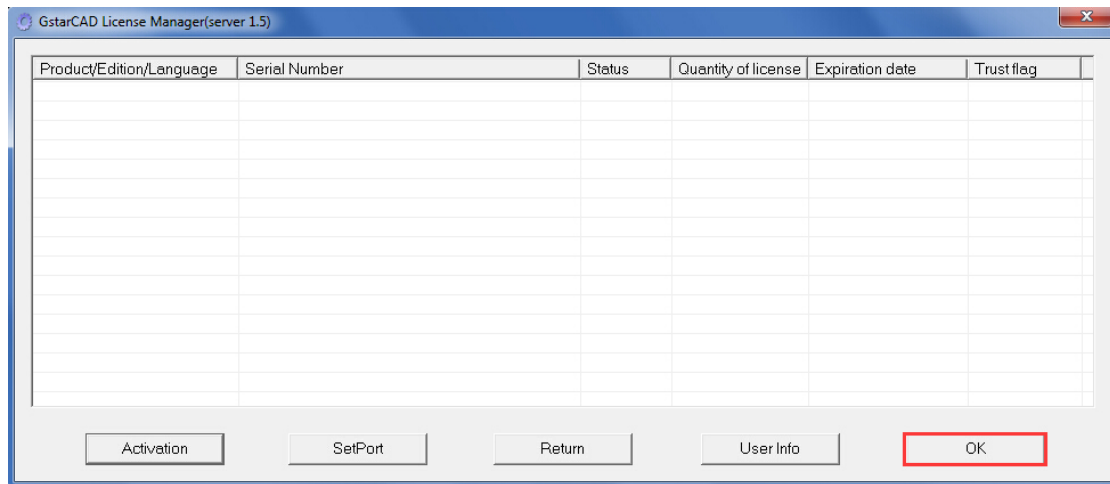 GstarCAD License Manager(server 1.5)
Product/Edition/Language Serial Number Status Quantity of license Expiration date Trust flag
Activation SetPort Return User Info OK